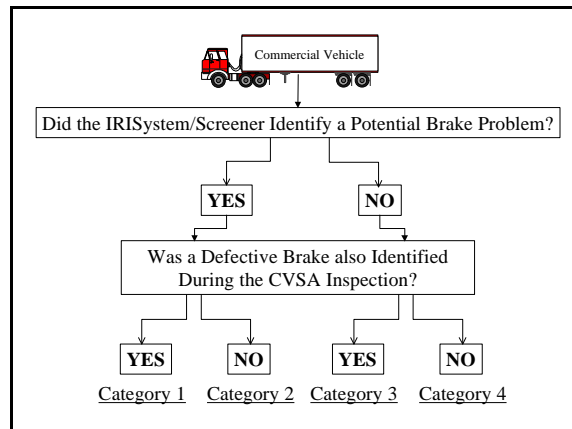 Commercial Vehicle
Did the IRISystem/Screener Identify a Potential Brake Problem?
YES
NO
Was a Defective Brake also Identified
During the CVSA Inspection?
YES
NO
YES
NO
Category 1
Category 2
Category 3
Category 4